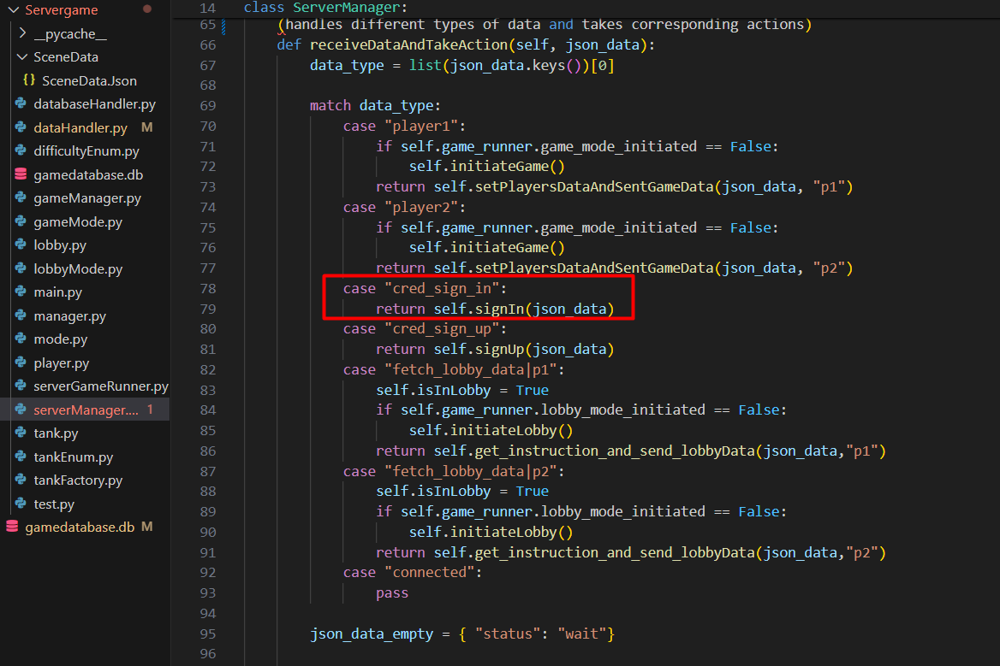 Servergame
__pycache__
SceneData
{} SceneData.Json
databaseHandler.py
dataHandler.py M
difficultyEnum.py
gamedatabase.db
gameManager.py
gameMode.py
lobby.py
lobbyMode.py
main.py
manager.py
mode.py
player.py
serverGameRunner.py
serverManager.... 1
tank.py
tankEnum.py
tankFactory.py
test.py
gamedatabase.db M
14 class ServerManager:
65 (handles different types of data and takes corresponding actions)
66 def receiveDataAndTakeAction(self, json_data):
67 data_type = list(json_data.keys())[0]
68
69 match data_type:
70 case "player1":
71 if self.game_runner.game_mode_initiated == False:
72 self.initiateGame()
73 return self.setPlayersDataAndSentGameData(json_data, "p1")
74 case "player2":
75 if self.game_runner.game_mode_initiated == False:
76 self.initiateGame()
77 return self.setPlayersDataAndSentGameData(json_data, "p2")
78 case "cred_sign_in":
79 return self.signIn(json_data)
80 case "cred_sign_up":
81 return self.signUp(json_data)
82 case "fetch_lobby_data|p1":
83 self.isInLobby = True
84 if self.game_runner.lobby_mode_initiated == False:
85 self.initiateLobby()
86 return self.get_instruction_and_send_lobbyData(json_data,"p1")
87 case "fetch_lobby_data|p2":
88 self.isInLobby = True
89 if self.game_runner.lobby_mode_initiated == False:
90 self.initiateLobby()
91 return self.get_instruction_and_send_lobbyData(json_data,"p2")
92 case "connected":
93 pass
94
95 json_data_empty = { "status": "wait"}
96